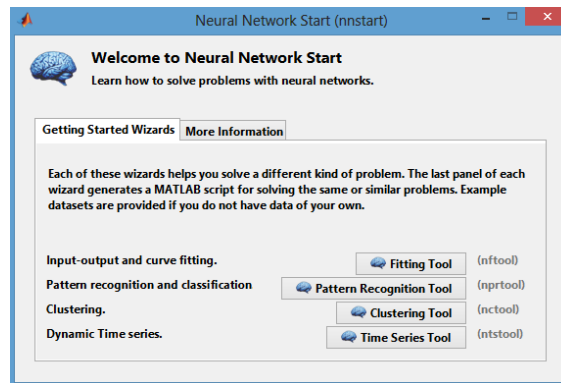 Neural Network Start (nnstart)
Welcome to Neural Network Start
Learn how to solve problems with neural networks.
Getting Started Wizards More Information
Each of these wizards helps you solve a different kind of problem. The last panel of each
wizard generates a MATLAB script for solving the same or similar problems. Example
datasets are provided if you do not have data of your own.
Input-output and curve fitting. Fitting Tool (nftool)
Pattern recognition and classification Pattern Recognition Tool (nprtool)
Clustering. Clustering Tool (nctool)
Dynamic Time series. Time Series Tool (ntstool)